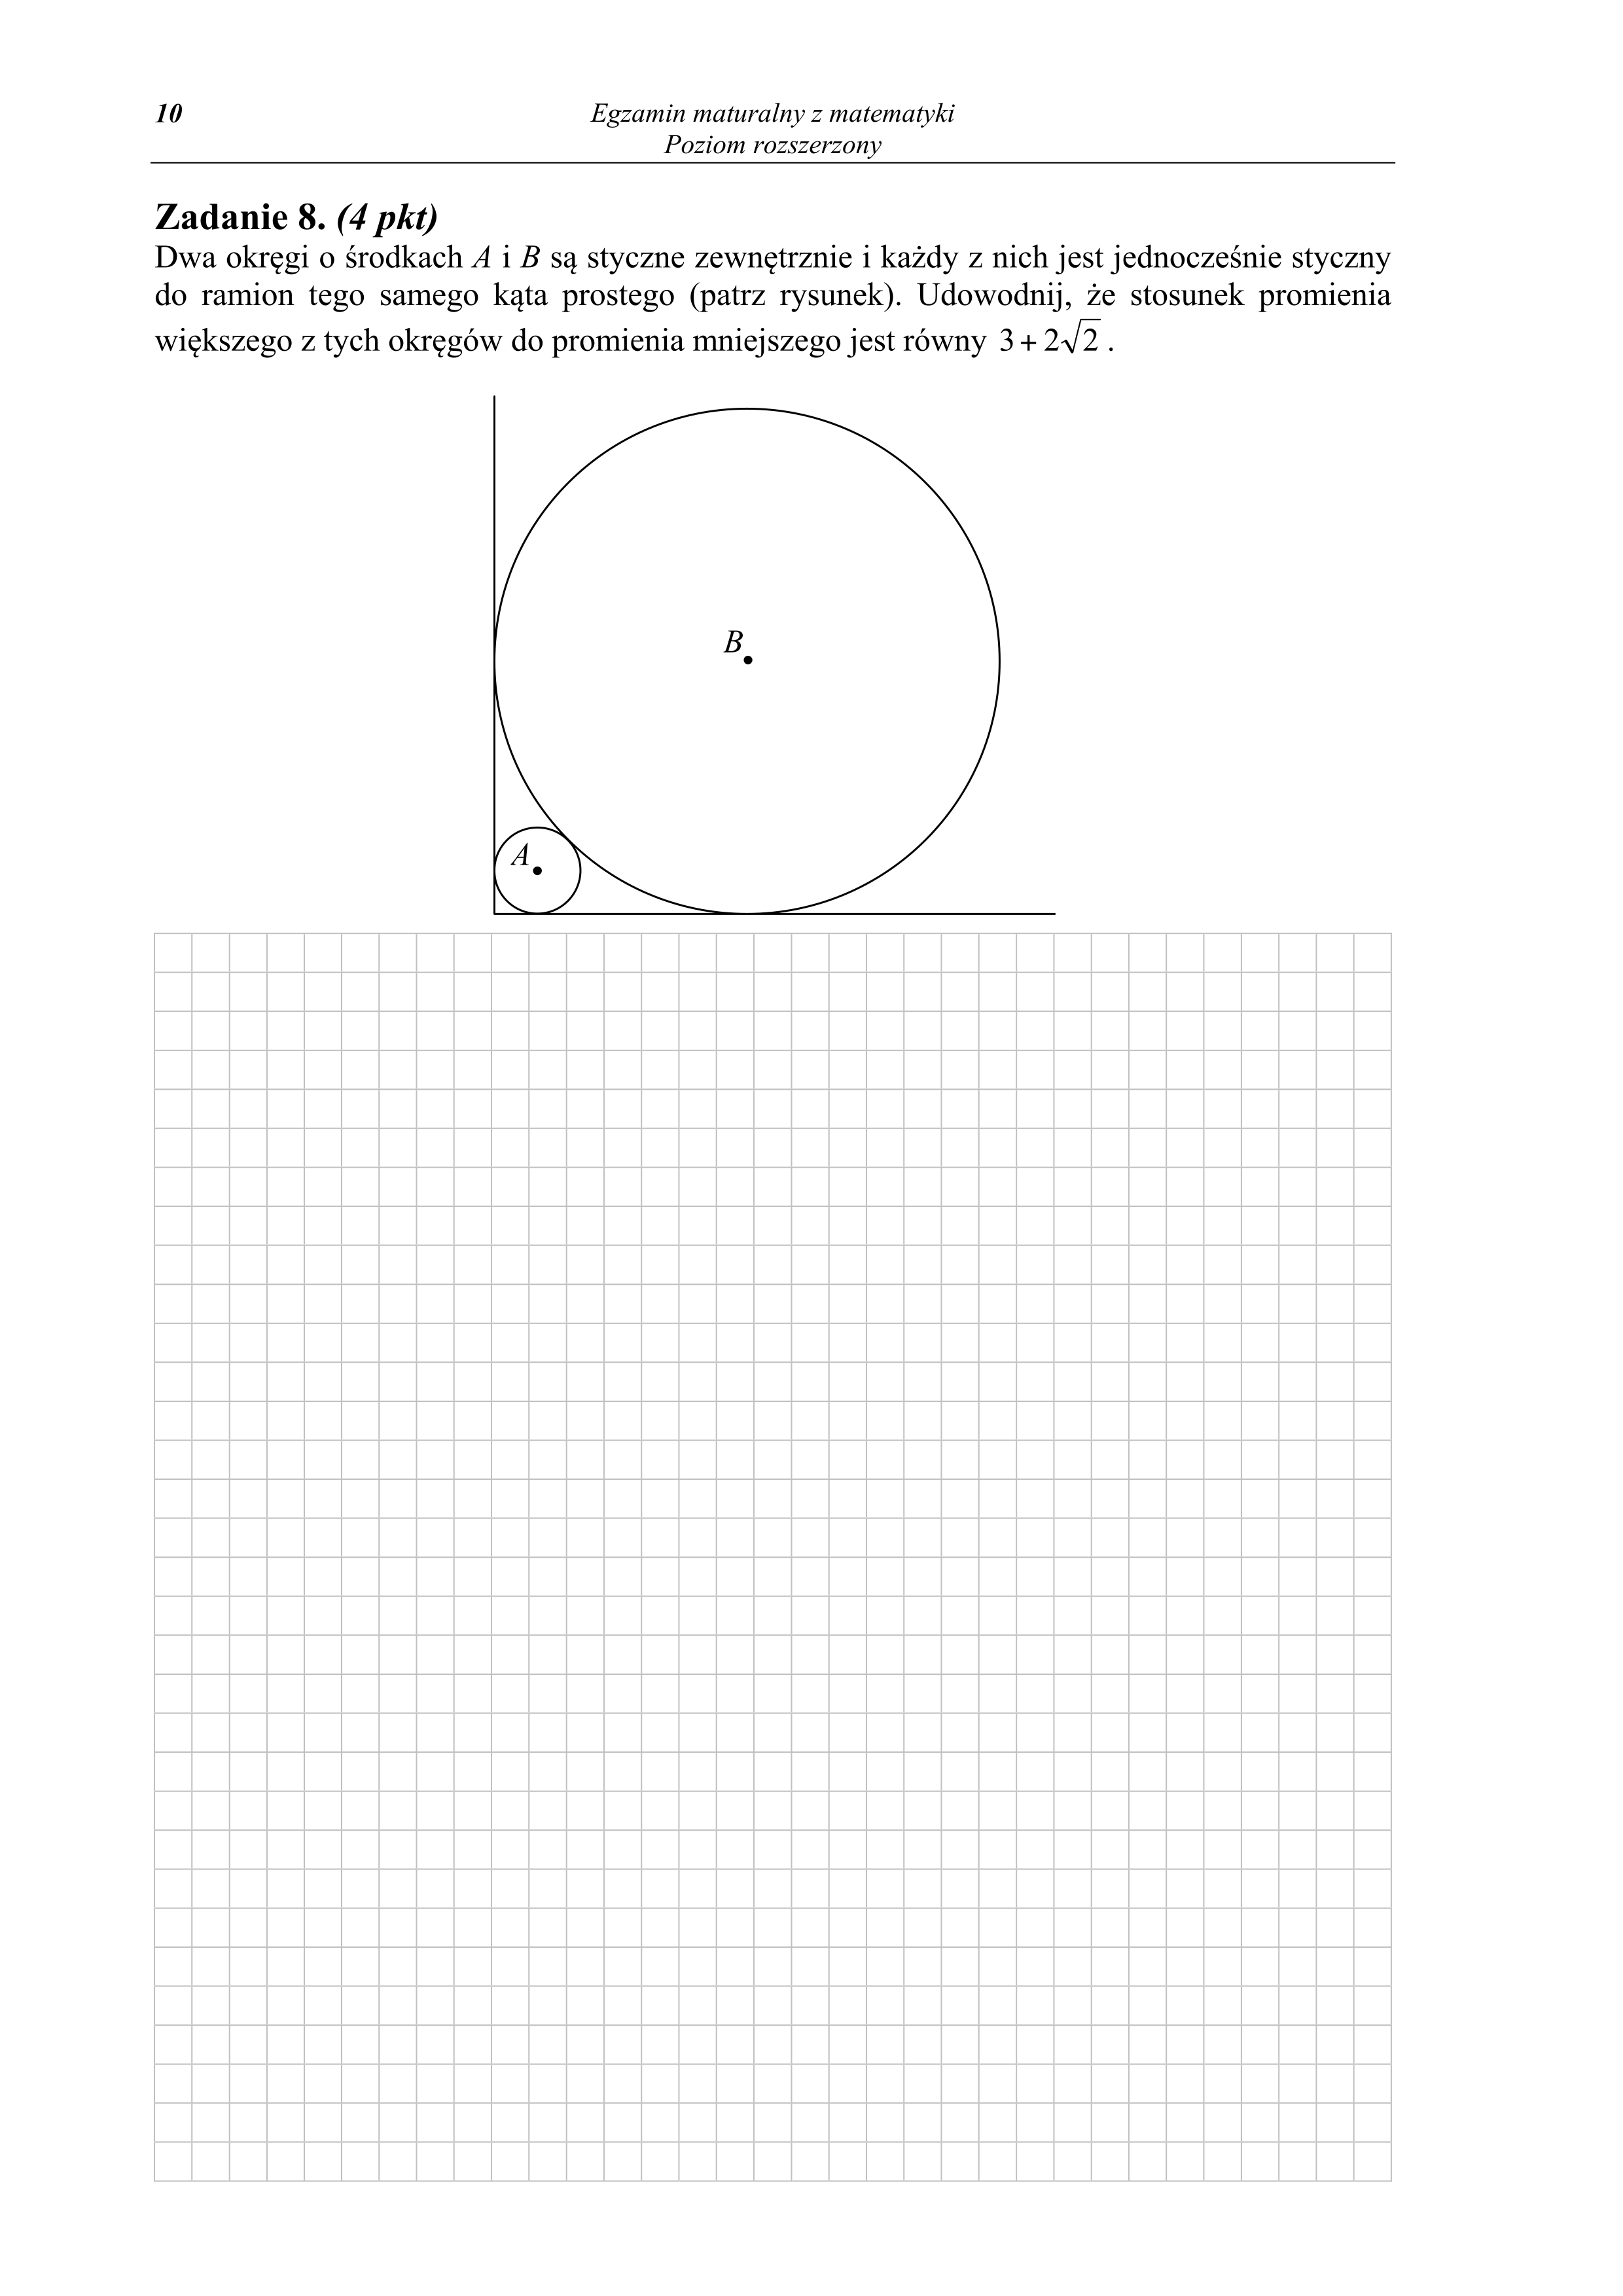 10
Egzamin maturalny z matematyki
Poziom rozszerzony
Zadanie 8. (4 pkt)
Dwa okręgi o środkach A i B są styczne zewnętrznie i każdy z nich jest jednocześnie styczny
do ramion tego samego kąta prostego (patrz rysunek). Udowodnij, że stosunek promienia
większego z tych okręgów do promienia mniejszego jest równy 3 + 2√2 .
B
A